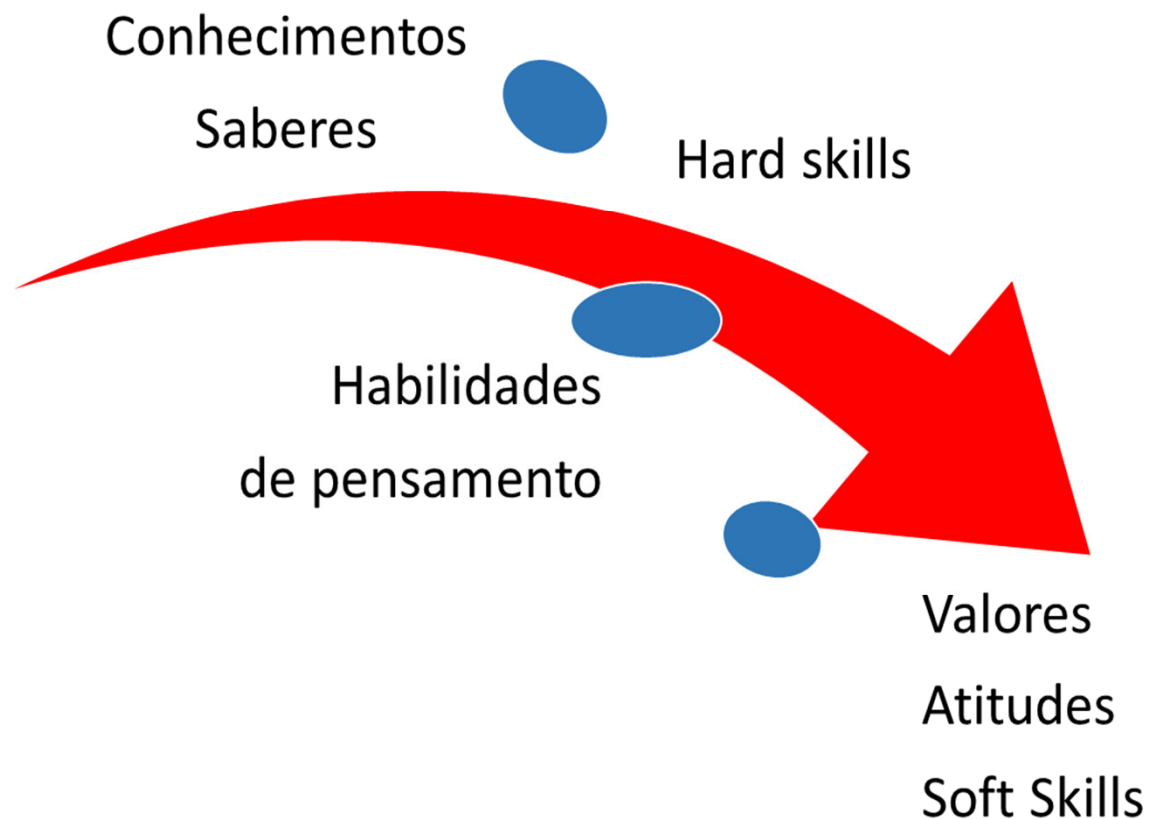 Conhecimentos
Saberes
Hard skills
Habilidades
de pensamento
Valores
Atitudes
Soft Skills